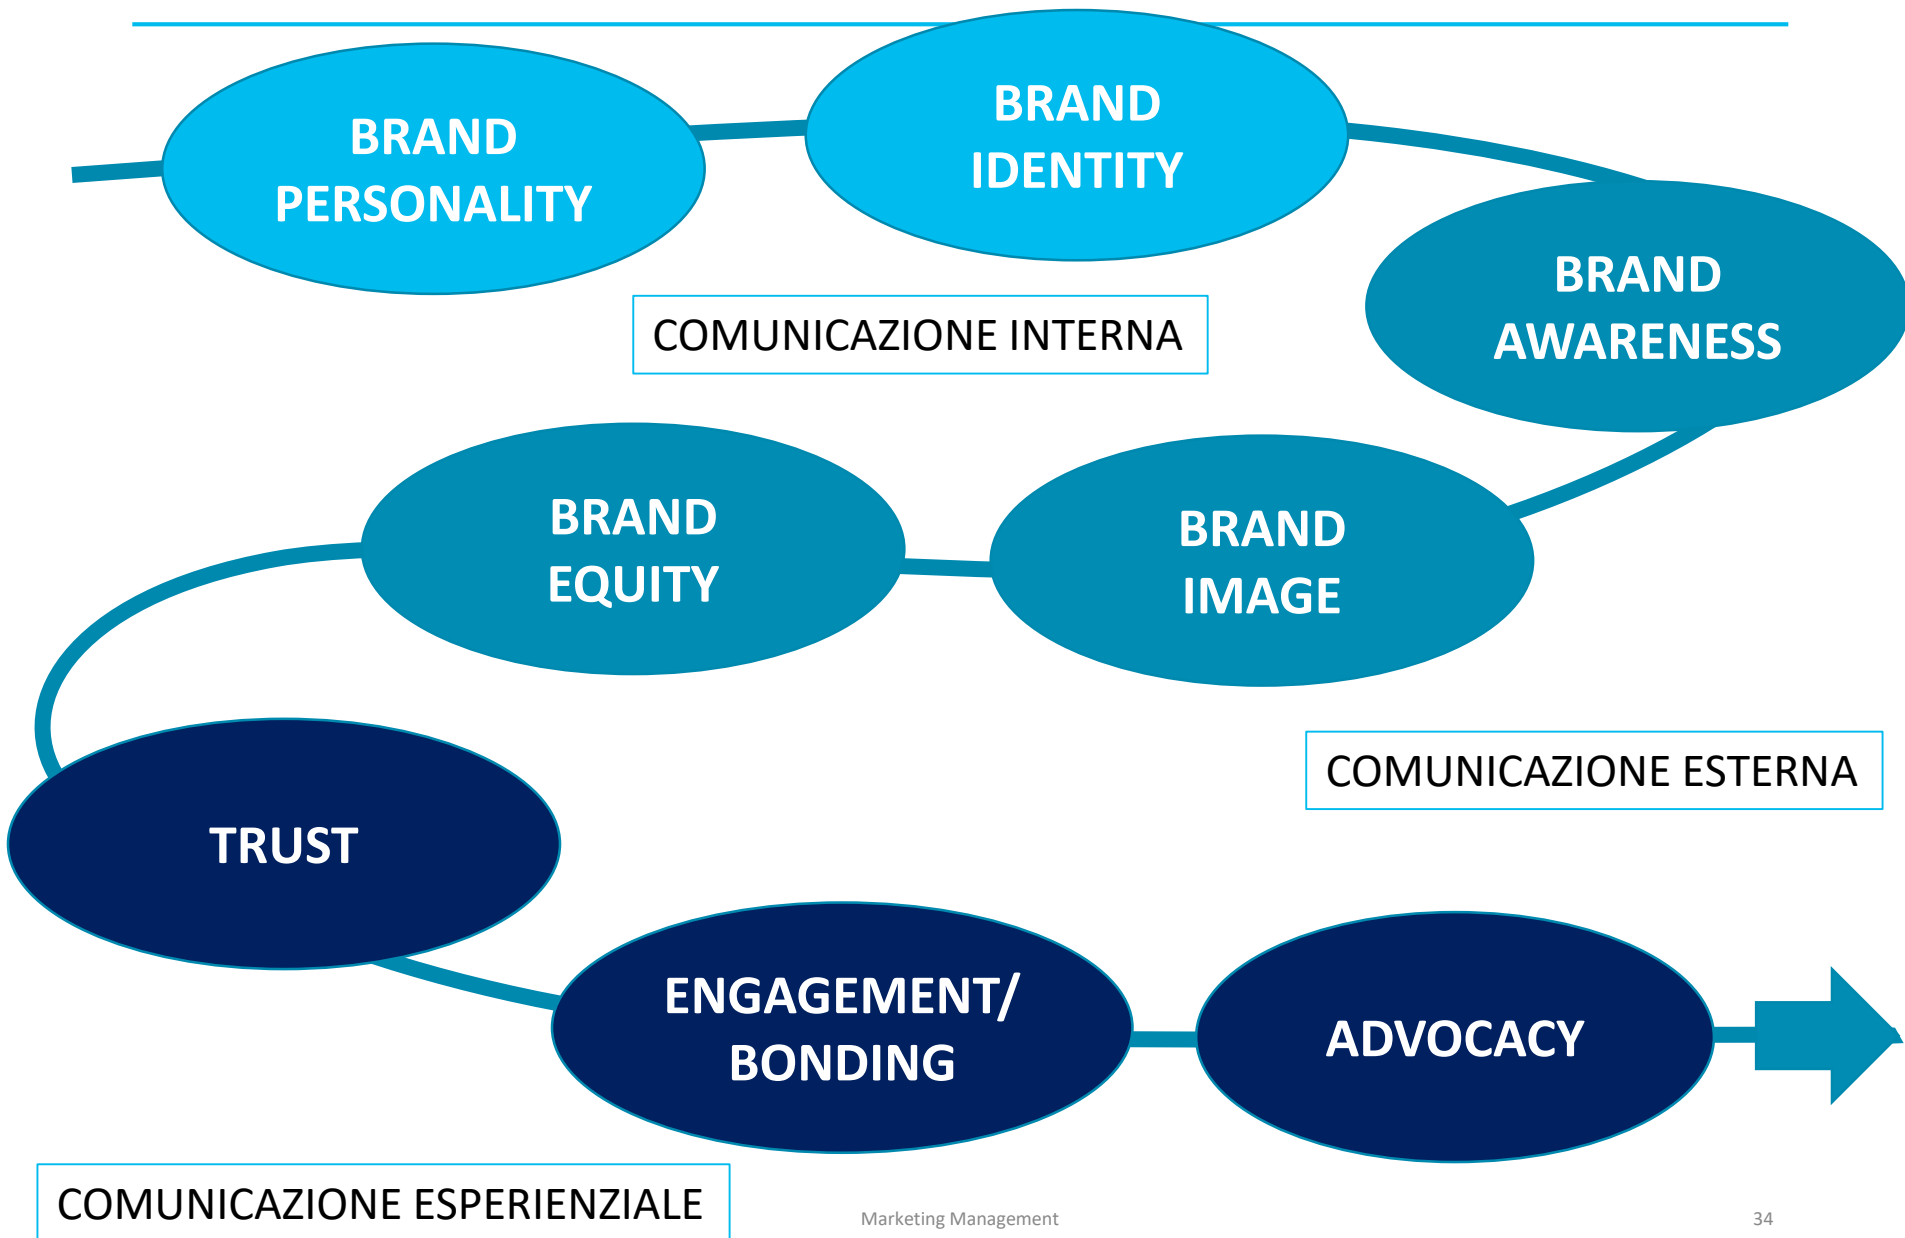 BRAND
PERSONALITY
BRAND
IDENTITY
BRAND
AWARENESS
COMUNICAZIONE INTERNA
BRAND
EQUITY
BRAND
IMAGE
COMUNICAZIONE ESTERNA
TRUST
ENGAGEMENT/
BONDING
ADVOCACY
COMUNICAZIONE ESPERIENZIALE
Marketing Management
34